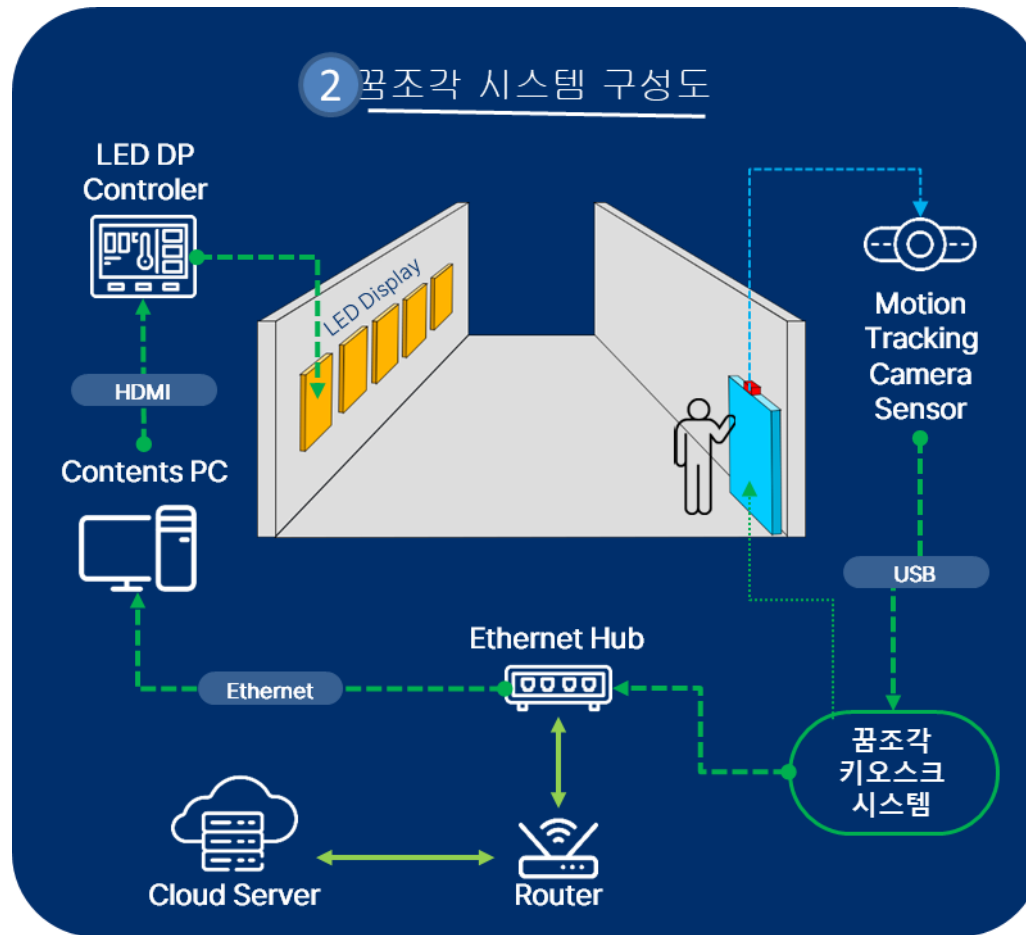 2 꿈조각 시스템 구성도
LED DP
Controler
LED Display
Motion
Tracking
Camera
Sensor
HDMI
Contents PC
USB
Ethernet Hub
Ethernet
꿈조각
키오스크
시스템
Cloud Server
Router